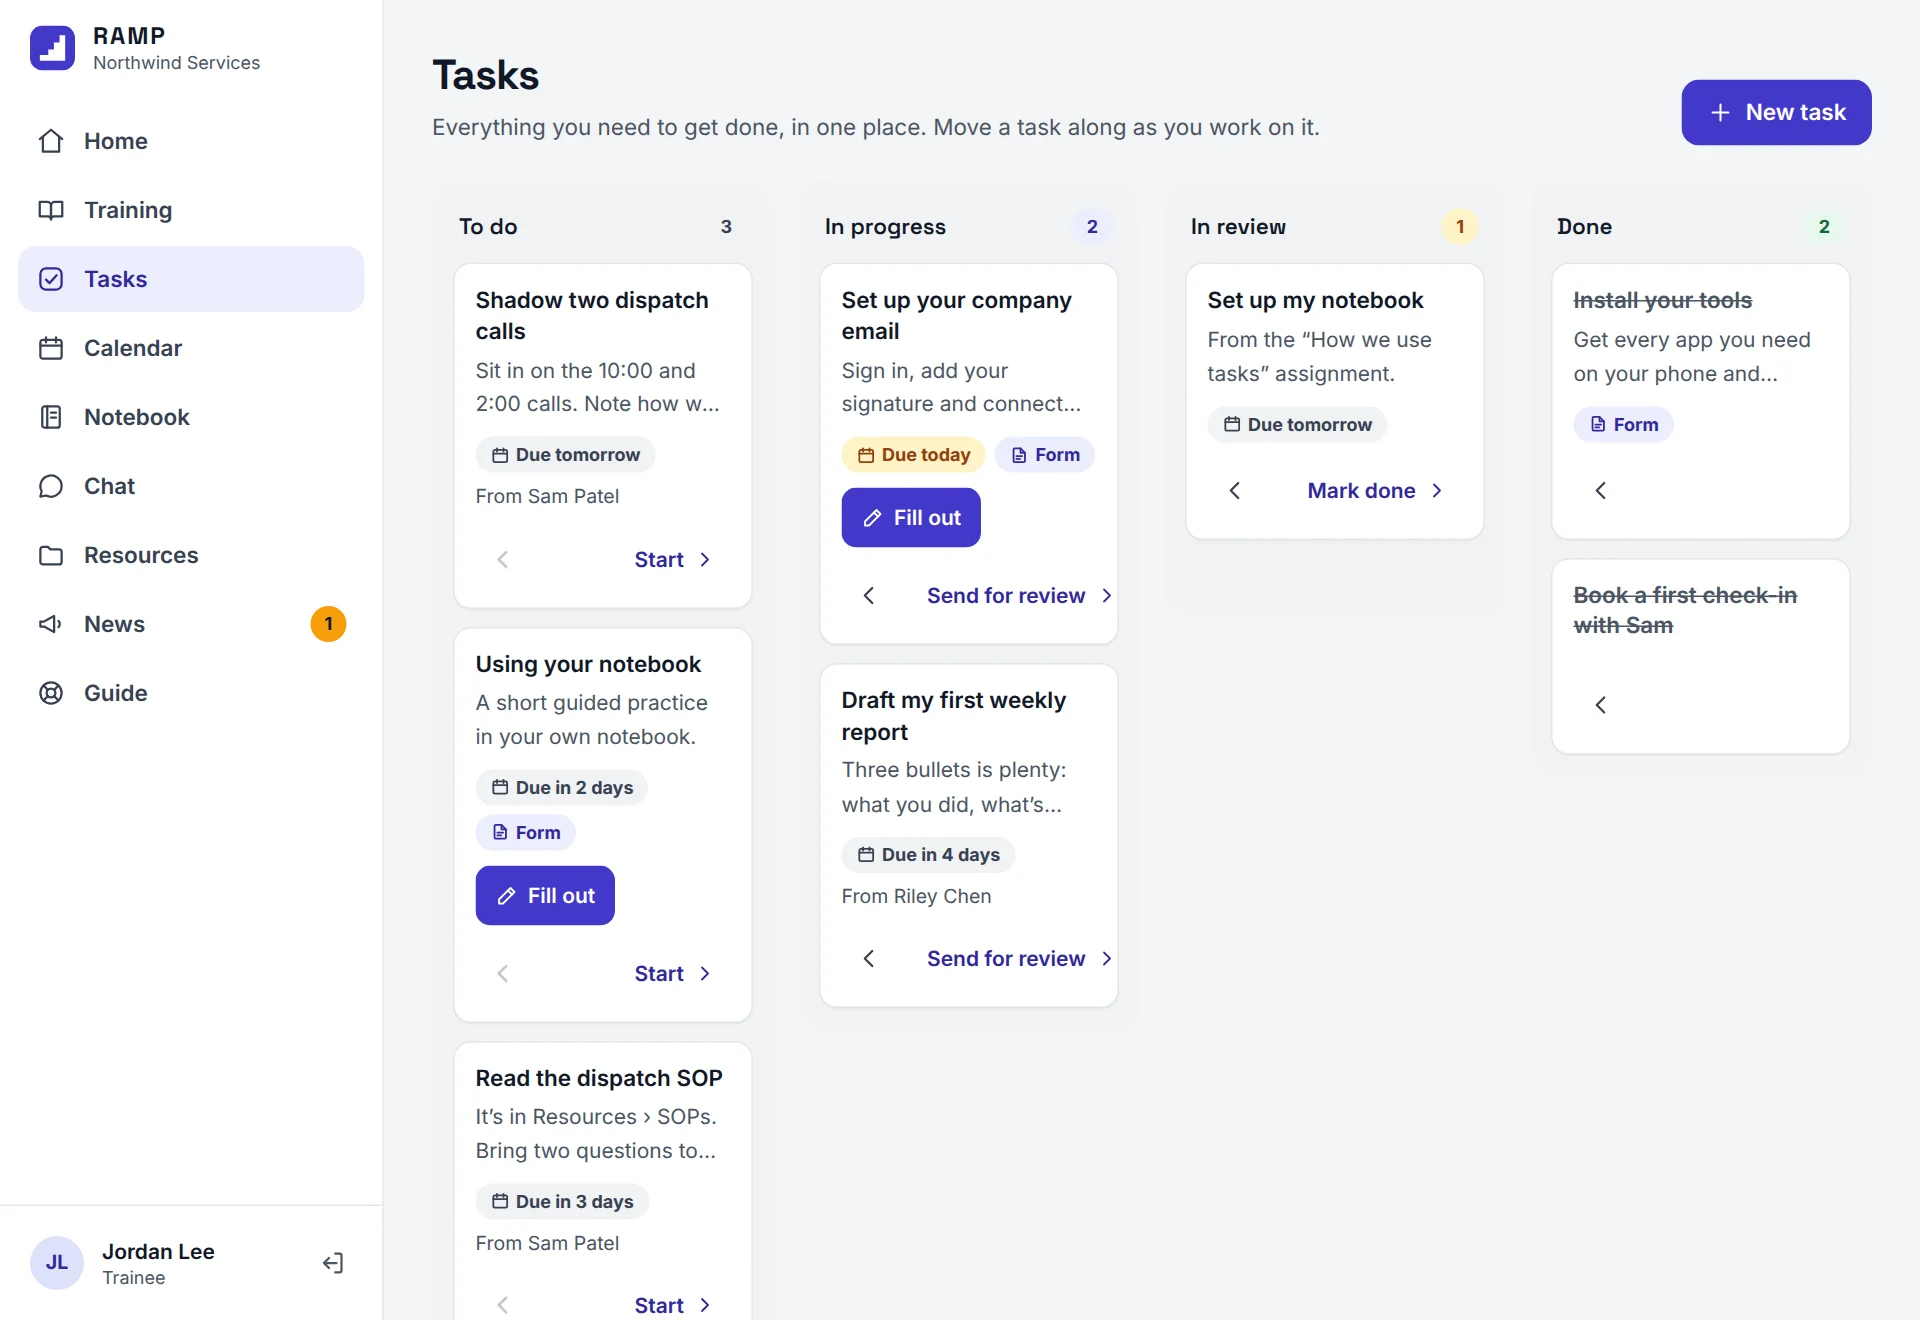 RAMP
Northwind Services
Home
Training
Tasks
Calendar
Notebook
Chat
Resources
News 1
Guide
JL
Jordan Lee
Trainee
Tasks
Everything you need to get done, in one place. Move a task along as you work on it.
New task
To do 3
Shadow two dispatch
calls
Sit in on the 10:00 and
2:00 calls. Note how w...
Due tomorrow
From Sam Patel
Start
Using your notebook
A short guided practice
in your own notebook.
Due in 2 days
Form
Fill out
Start
Read the dispatch SOP
It’s in Resources › SOPs.
Bring two questions to...
Due in 3 days
From Sam Patel
Start
In progress 2
Set up your company
email
Sign in, add your
signature and connect...
Due today
Form
Fill out
Send for review
Draft my first weekly
report
Three bullets is plenty:
what you did, what’s...
Due in 4 days
From Riley Chen
Send for review
In review 1
Set up my notebook
From the “How we use
tasks” assignment.
Due tomorrow
Mark done
Done 2
Install your tools
Get every app you need
on your phone and...
Form
Book a first check-in
with Sam